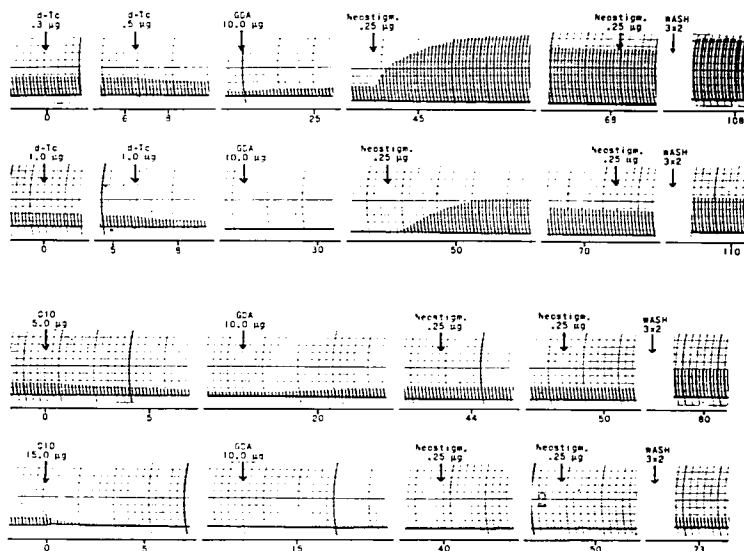 d-Tc d-Tc GDA Neostigm. Neostigm. WASH
.3 µg .5 µg 10.0 µg .25 µg .25 µg 3x2
0 6 9 25 45 69 108
d-Tc d-Tc GDA Neostigm. Neostigm. WASH
1.0 µg 1.0 µg 10.0 µg .25 µg .25 µg 3x2
0 5 9 30 50 70 110
C10 GDA Neostigm. Neostigm. WASH
5.0 µg 10.0 µg .25 µg .25 µg 3x2
0 5 20 44 50 80
C10 GDA Neostigm. Neostigm. WASH
15.0 µg 10.0 µg .25 µg .25 µg 3x2
0 5 15 40 50 73